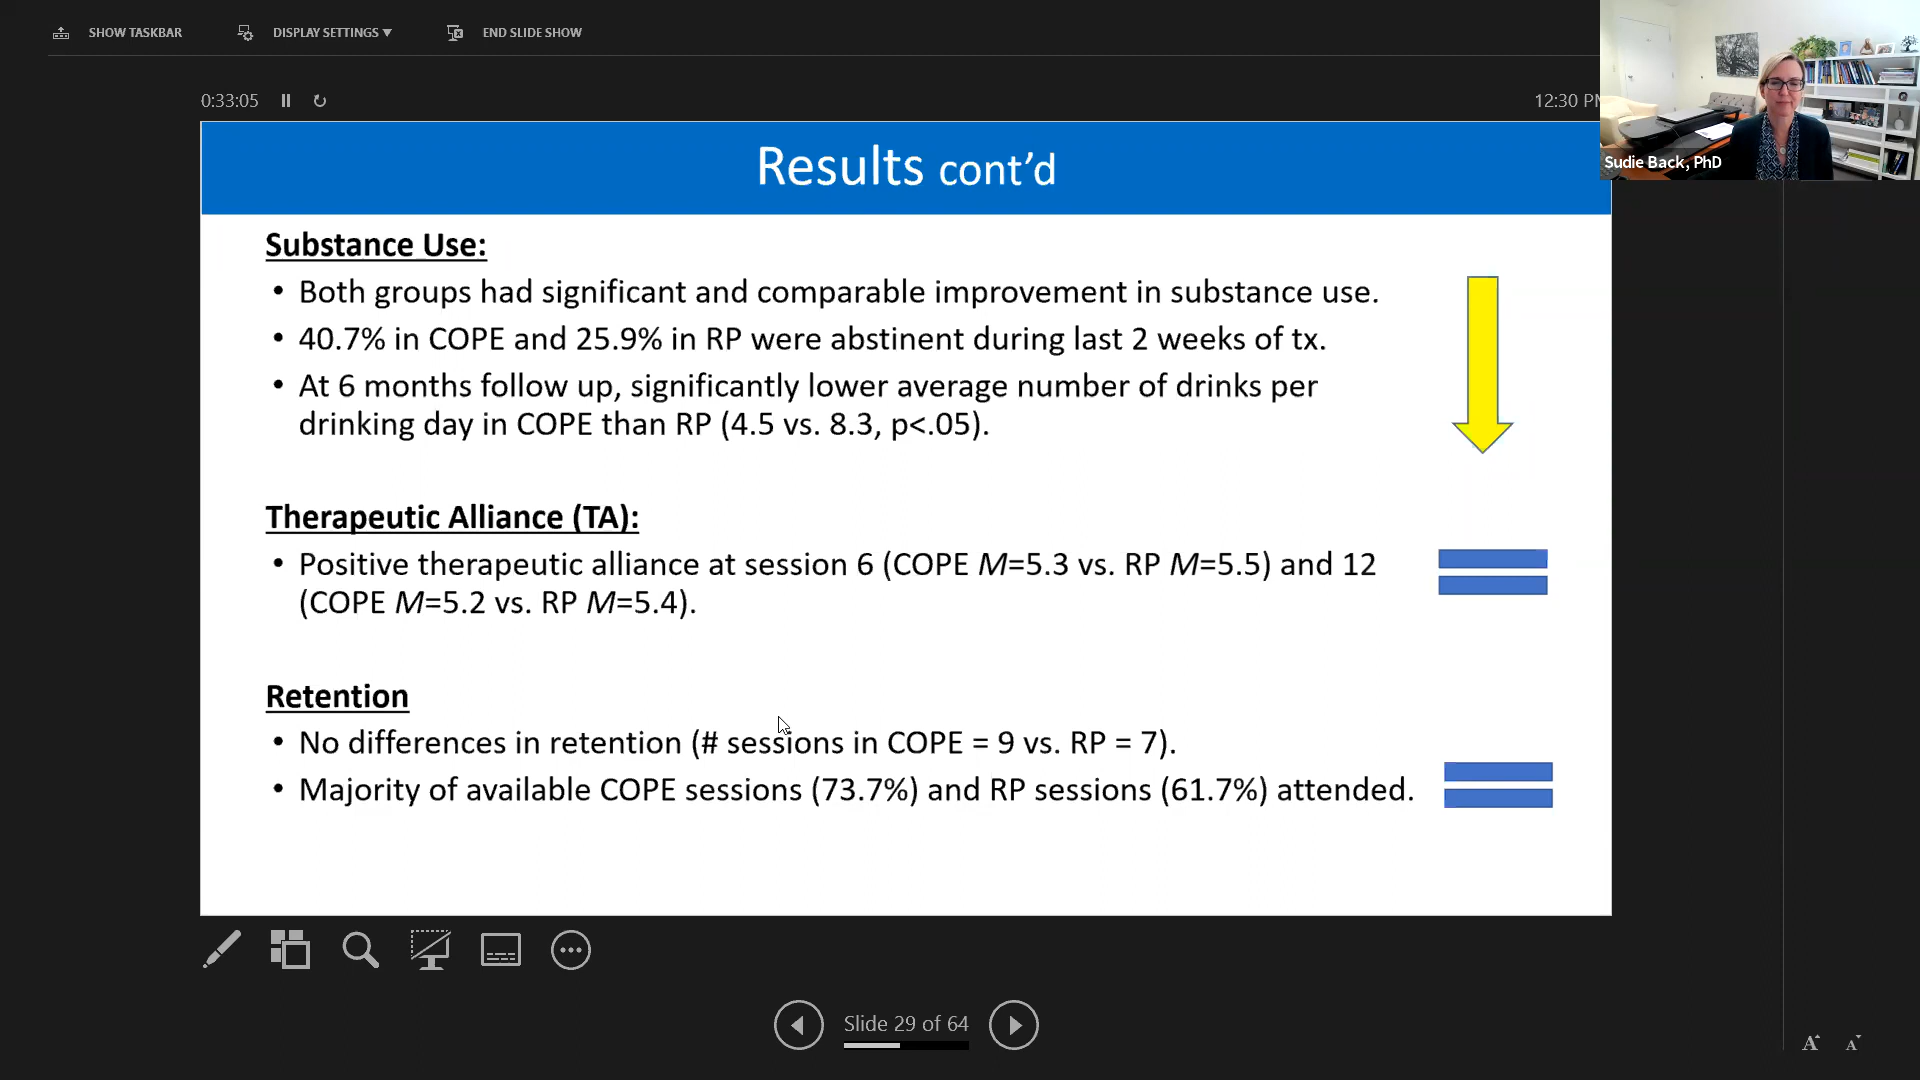 SHOW TASKBAR
DISPLAY SETTINGS ▼
END SLIDE SHOW
0:33:05
12:30 PM
Sudie Back, PhD
Results cont’d
Substance Use:
• Both groups had significant and comparable improvement in substance use.
• 40.7% in COPE and 25.9% in RP were abstinent during last 2 weeks of tx.
• At 6 months follow up, significantly lower average number of drinks per
drinking day in COPE than RP (4.5 vs. 8.3, p<.05).
Therapeutic Alliance (TA):
• Positive therapeutic alliance at session 6 (COPE M=5.3 vs. RP M=5.5) and 12
(COPE M=5.2 vs. RP M=5.4).
Retention
• No differences in retention (# sessions in COPE = 9 vs. RP = 7).
• Majority of available COPE sessions (73.7%) and RP sessions (61.7%) attended.
Slide 29 of 64
A A